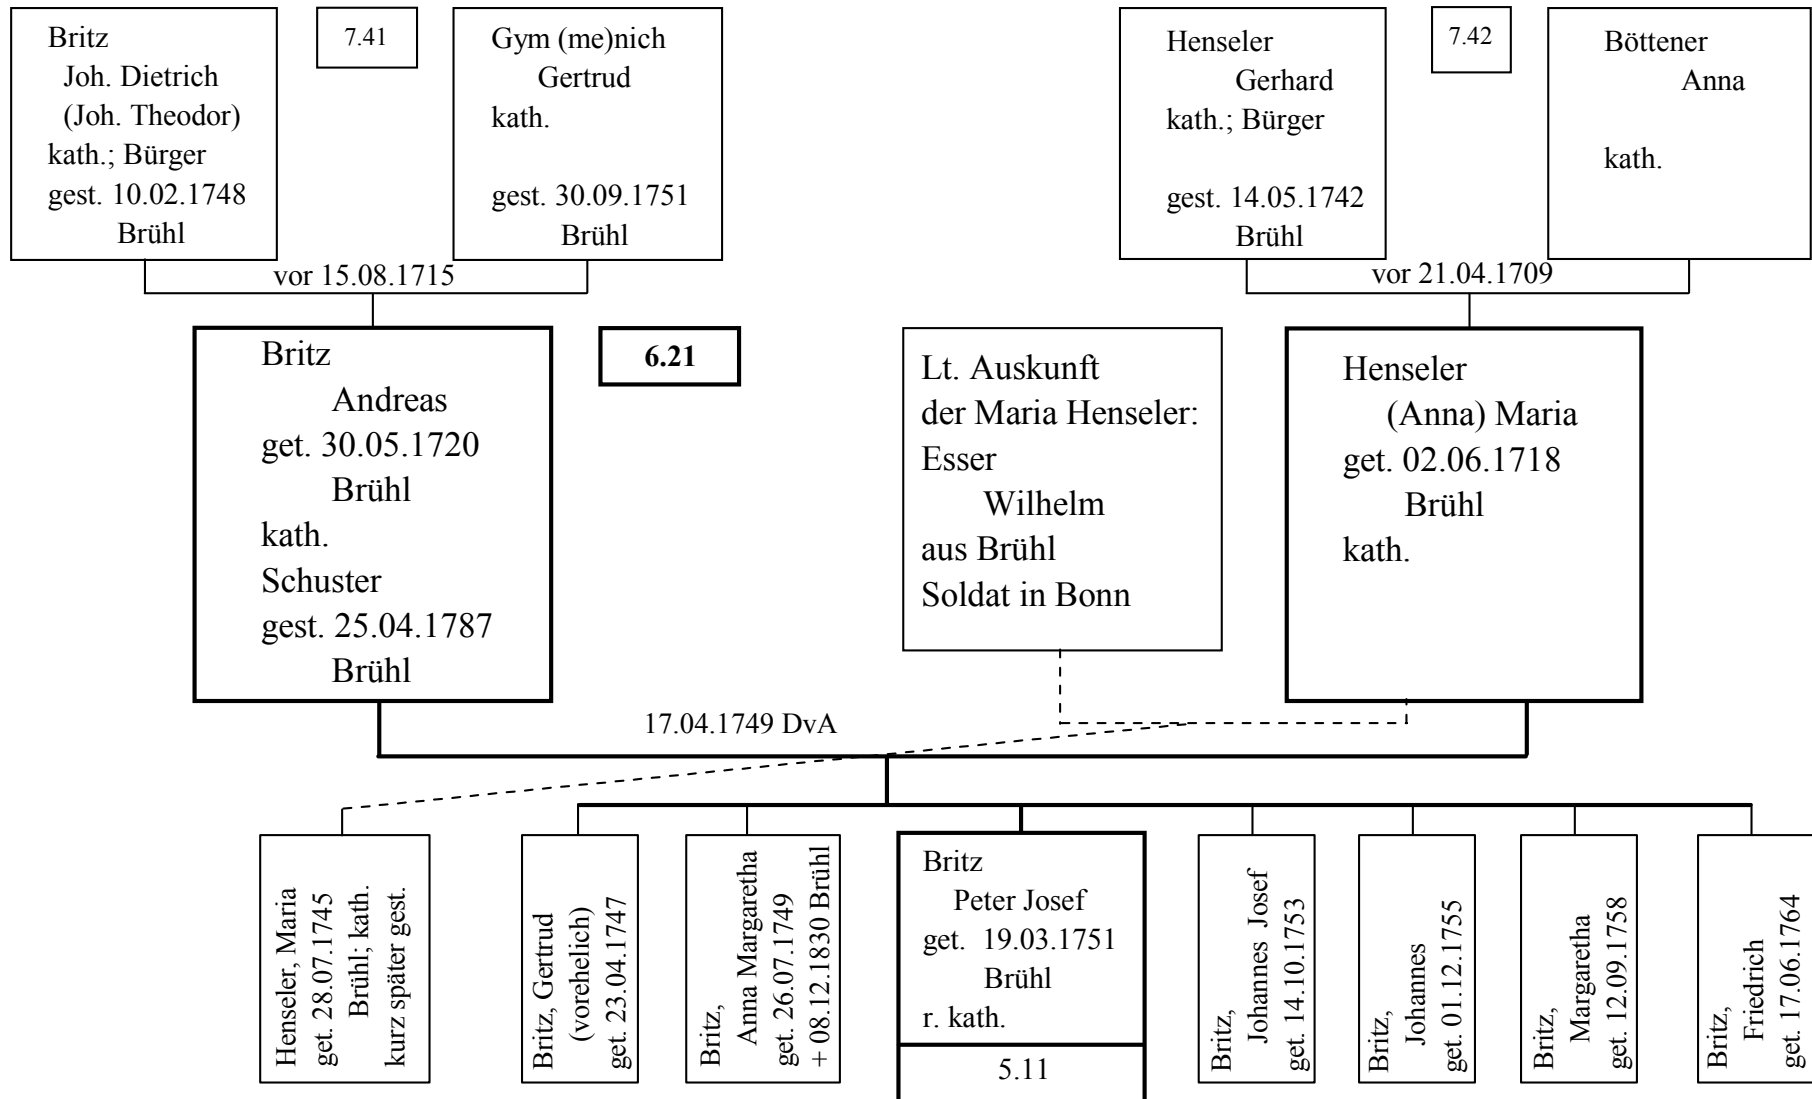 Britz
Joh. Dietrich
(Joh. Theodor)
kath.; Bürger
gest. 10.02.1748
Brühl
7.41
Gym (me)nich
Gertrud
kath.
gest. 30.09.1751
Brühl
Henseler
Gerhard
kath.; Bürger
gest. 14.05.1742
Brühl
7.42
Böttener
Anna
kath.
vor 15.08.1715
vor 21.04.1709
Britz
Andreas
get. 30.05.1720
Brühl
kath.
Schuster
gest. 25.04.1787
Brühl
6.21
Lt. Auskunft
der Maria Henseler:
Esser
Wilhelm
aus Brühl
Soldat in Bonn
Henseler
(Anna) Maria
get. 02.06.1718
Brühl
kath.
17.04.1749 DvA
Henseler, Maria
get. 28.07.1745
Brühl; kath.
kurz später gest.
Britz, Gertrud
(vorehelich)
get. 23.04.1747
Britz,
Anna Margaretha
get. 26.07.1749
+ 08.12.1830 Brühl
Britz
Peter Josef
get. 19.03.1751
Brühl
r. kath.
5.11
Britz,
Johannes Josef
get. 14.10.1753
Britz,
Johannes
get. 01.12.1755
Britz,
Margaretha
get. 12.09.1758
Britz,
Friedrich
get. 17.06.1764